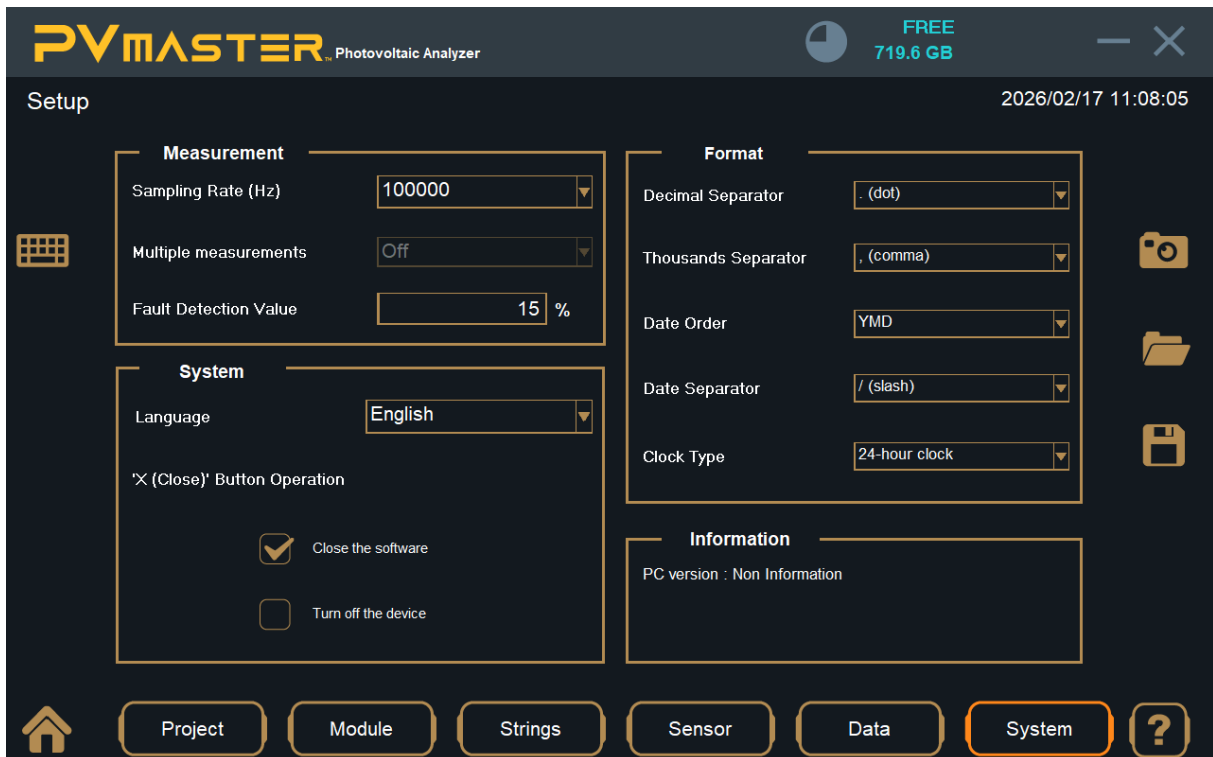 PVMASTER™ Photovoltaic Analyzer
FREE
719.6 GB
Setup
2026/02/17 11:08:05
Measurement
Sampling Rate (Hz) 100000
Multiple measurements Off
Fault Detection Value 15 %
System
Language English
'X (Close)' Button Operation
Close the software
Turn off the device
Format
Decimal Separator . (dot)
Thousands Separator , (comma)
Date Order YMD
Date Separator / (slash)
Clock Type 24-hour clock
Information
PC version : Non Information
Project Module Strings Sensor Data System ?